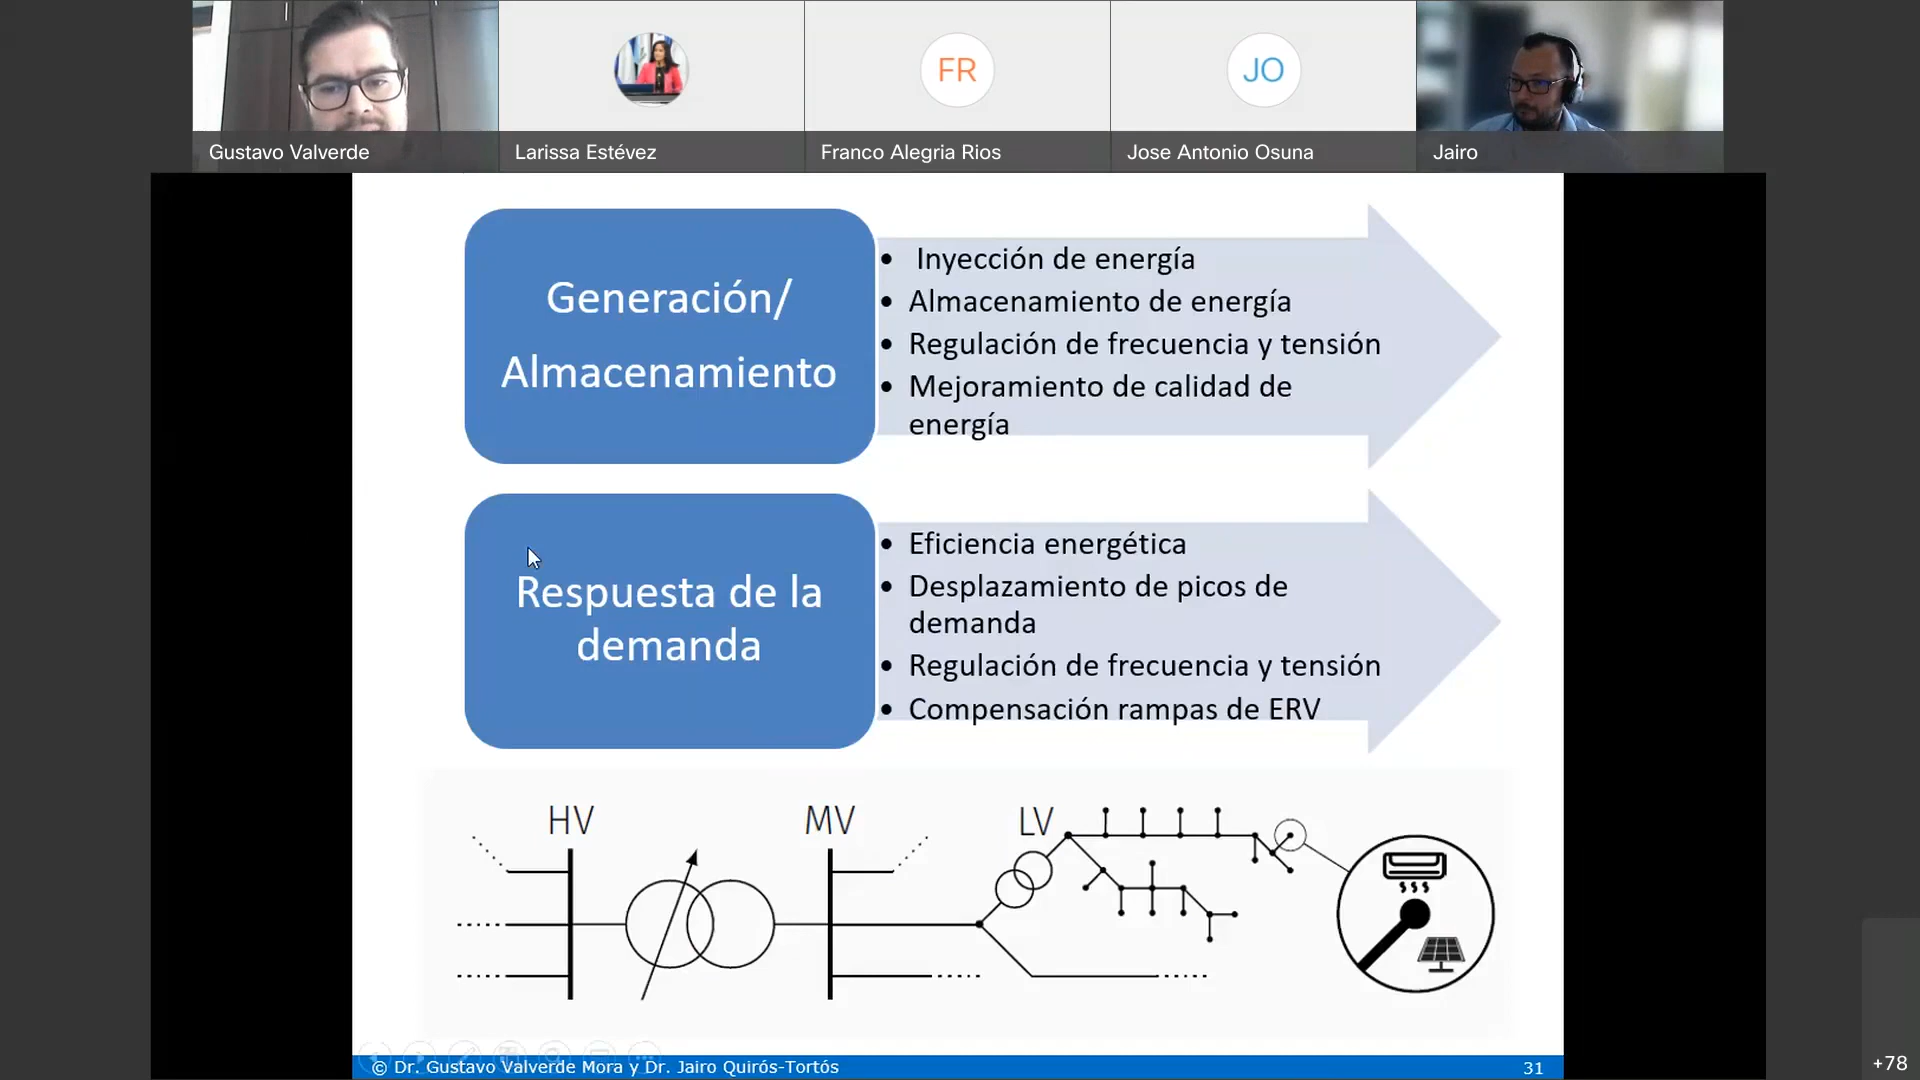 FR
JO
Gustavo Valverde
Larissa Estévez
Franco Alegria Rios
Jose Antonio Osuna
Jairo
Generación/
Almacenamiento
• Inyección de energía
• Almacenamiento de energía
• Regulación de frecuencia y tensión
• Mejoramiento de calidad de
energía
Respuesta de la
demanda
• Eficiencia energética
• Desplazamiento de picos de
demanda
• Regulación de frecuencia y tensión
• Compensación rampas de ERV
HV
MV
LV
© Dr. Gustavo Valverde Mora y Dr. Jairo Quirós-Tortós
31
+78